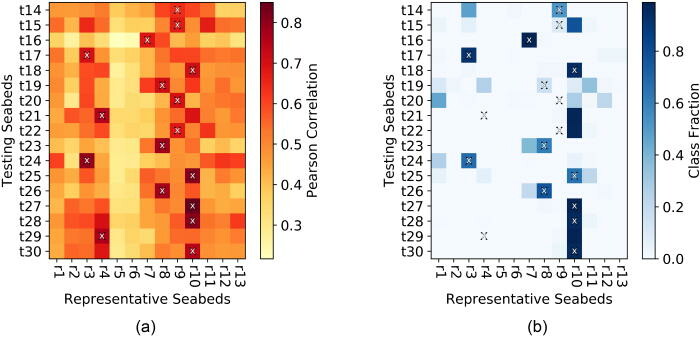 t14
t15
t16
t17
t18
t19
t20
t21
t22
t23
t24
t25
t26
t27
t28
t29
t30
Testing Seabeds
r1 r2 r3 r4 r5 r6 r7 r8 r9 r10 r11 r12 r13
Representative Seabeds
0.8
0.7
0.6
0.5
0.4
0.3
Pearson Correlation
(a)
t14
t15
t16
t17
t18
t19
t20
t21
t22
t23
t24
t25
t26
t27
t28
t29
t30
Testing Seabeds
r1 r2 r3 r4 r5 r6 r7 r8 r9 r10 r11 r12 r13
Representative Seabeds
0.8
0.6
0.4
0.2
0.0
Class Fraction
(b)